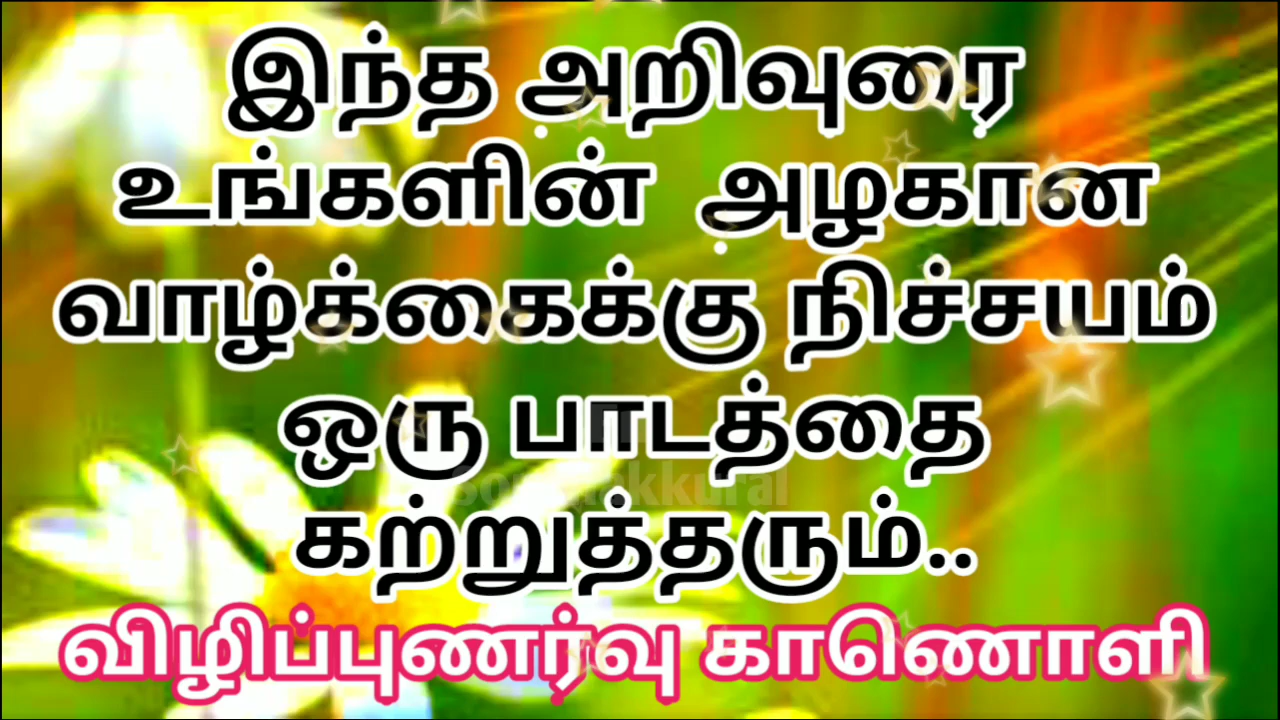 இந்த அறிவுரை
உங்களின் அழகான
வாழ்க்கைக்கு நிச்சயம்
ஒரு பாடத்தை
கற்றுத்தரும்..
விழிப்புணர்வு காணொளி